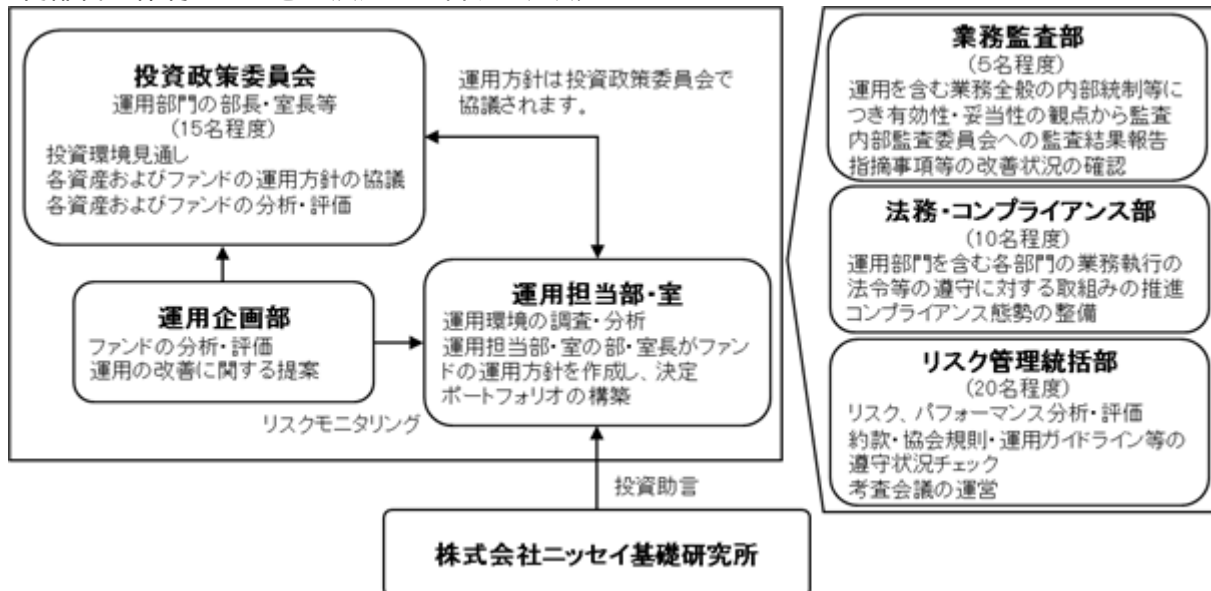 投資政策委員会
運用部門の部長・室長等
(15名程度)
投資環境見通し
各資産およびファンドの運用方針の協議
各資産およびファンドの分析・評価
運用方針は投資政策委員会で
協議されます。
運用企画部
ファンドの分析・評価
運用の改善に関する提案
リスクモニタリング
運用担当部・室
運用環境の調査・分析
運用担当部・室の部・室長がファン
ドの運用方針を作成し、決定
ポートフォリオの構築
投資助言
株式会社ニッセイ基礎研究所
業務監査部
(5名程度)
運用を含む業務全般の内部統制等に
つき有効性・妥当性の観点から監査
内部監査委員会への監査結果報告
指摘事項等の改善状況の確認
法務・コンプライアンス部
(10名程度)
運用部門を含む各部門の業務執行の
法令等の遵守に対する取組みの推進
コンプライアンス態勢の整備
リスク管理統括部
(20名程度)
リスク、パフォーマンス分析・評価
約款・協会規則・運用ガイドライン等の
遵守状況チェック
考査会議の運営